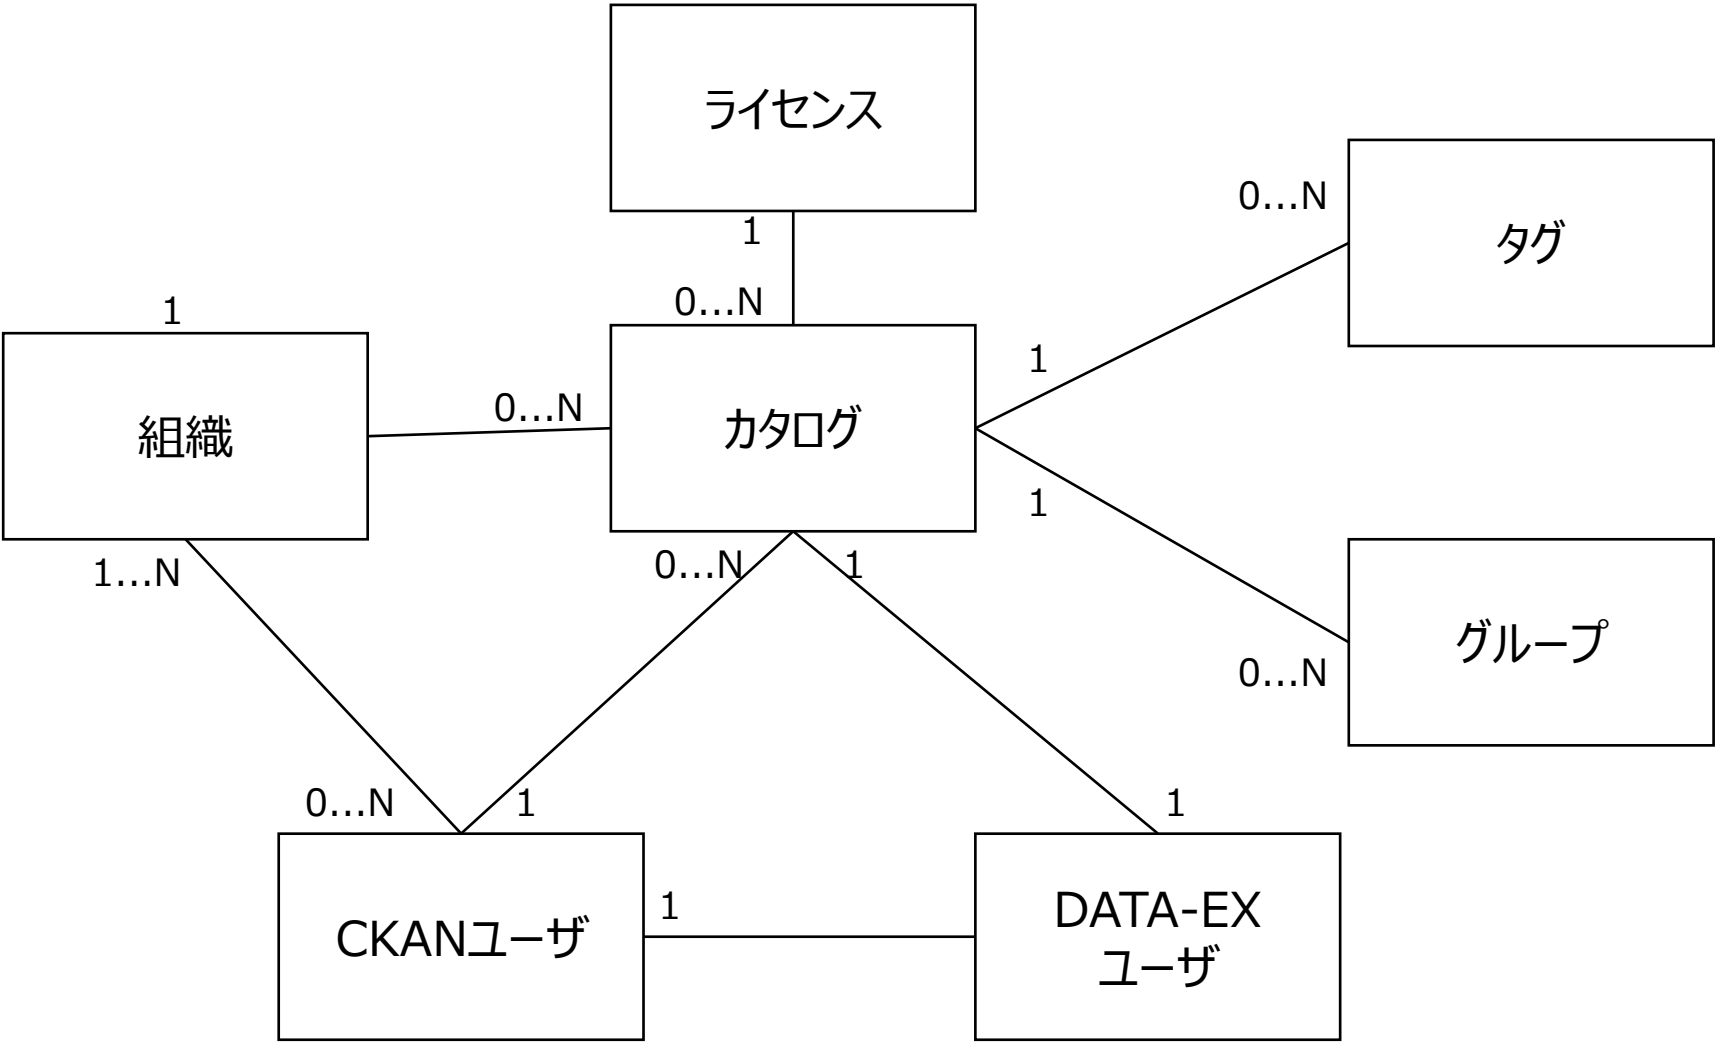 ライセンス
1
0...N
タグ
0...N
1
組織
0...N
カタログ
1
1
1...N
0...N
1
グループ
0...N
0...N
1
1
CKANユーザ
1
DATA-EX
ユーザ